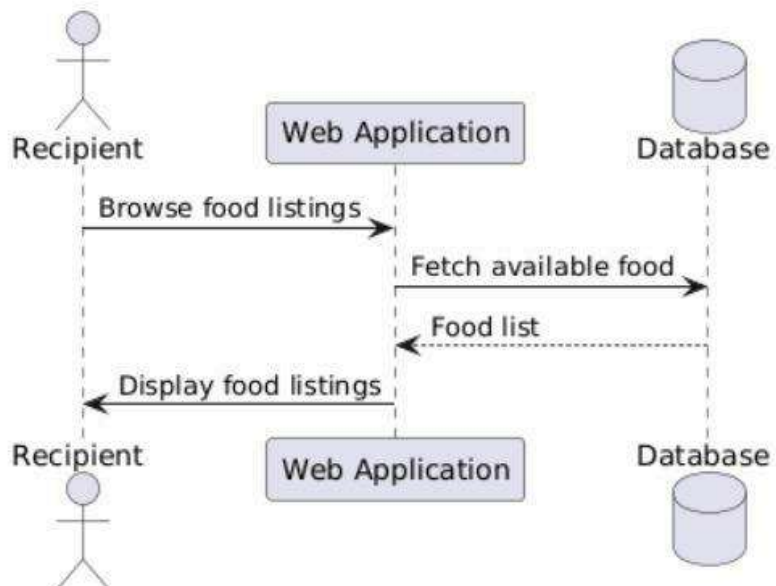 Recipient
Web Application
Database
Browse food listings
Fetch available food
Food list
Display food listings
Recipient
Web Application
Database